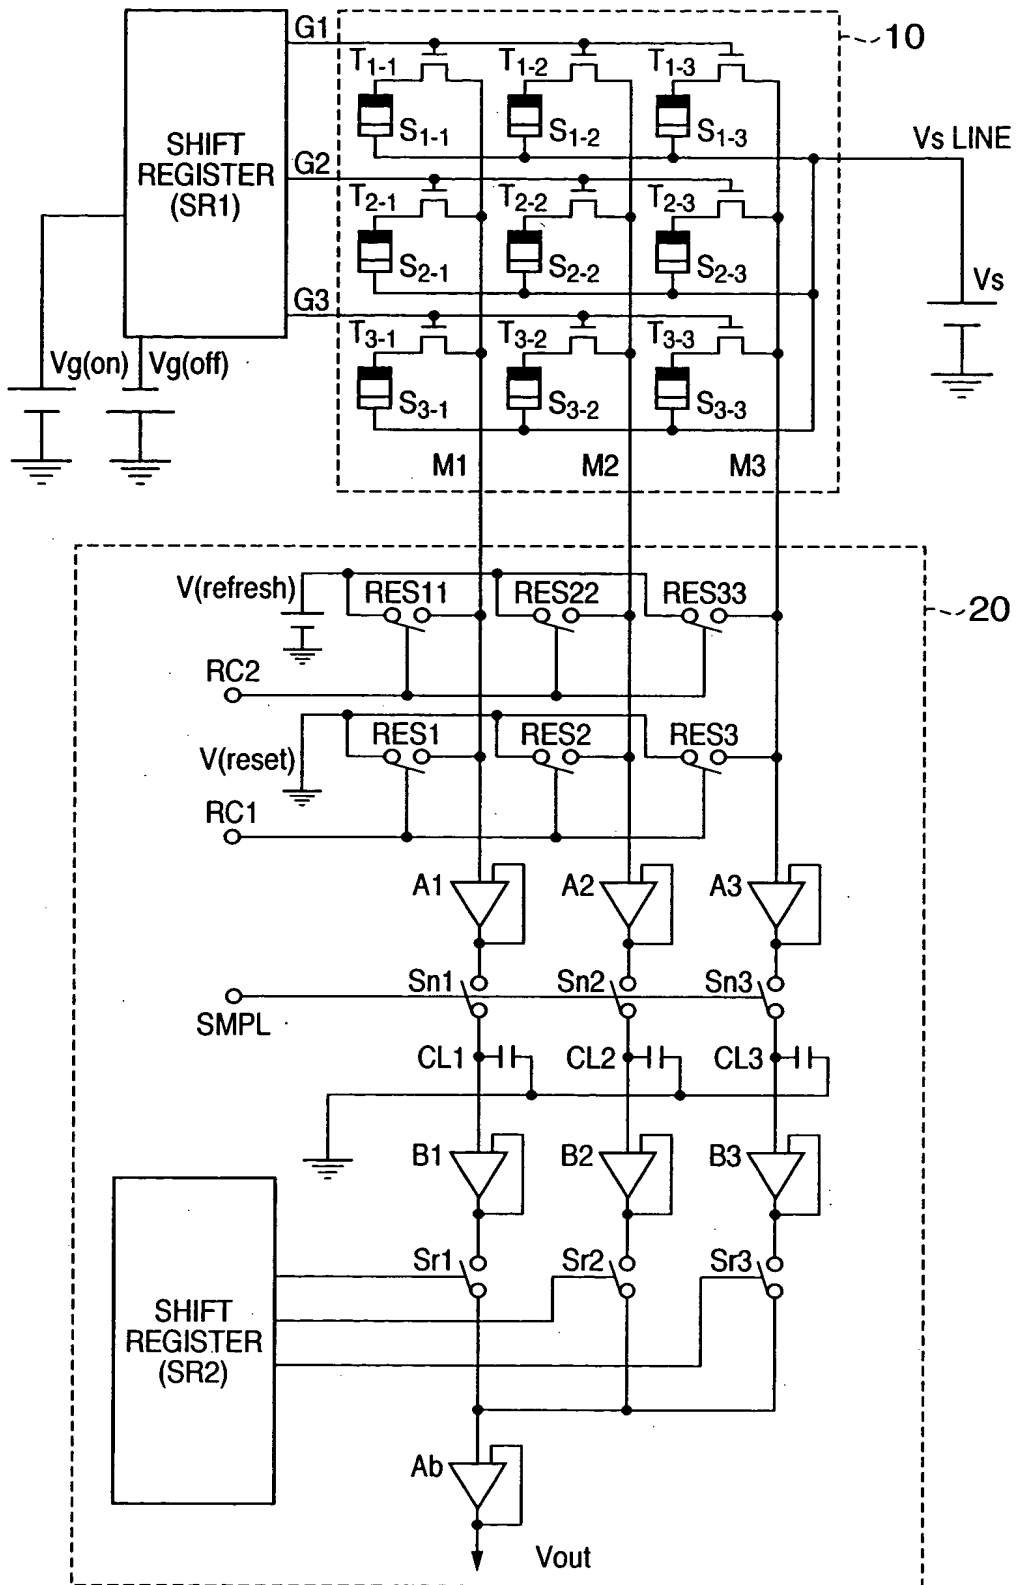 G1
10
T1-1
T1-2
T1-3
S1-1
S1-2
S1-3
SHIFT
REGISTER
(SR1)
Vs LINE
G2
T2-1
T2-2
T2-3
S2-1
S2-2
S2-3
Vs
G3
T3-1
T3-2
T3-3
Vg(on)
Vg(off)
S3-1
S3-2
S3-3
M1
M2
M3
V(refresh)
RES11
RES22
RES33
20
RC2
RES1
RES2
RES3
V(reset)
RC1
A1
A2
A3
Sn1
Sn2
Sn3
SMPL
CL1
CL2
CL3
B1
B2
B3
Sr1
Sr2
Sr3
SHIFT
REGISTER
(SR2)
Ab
Vout